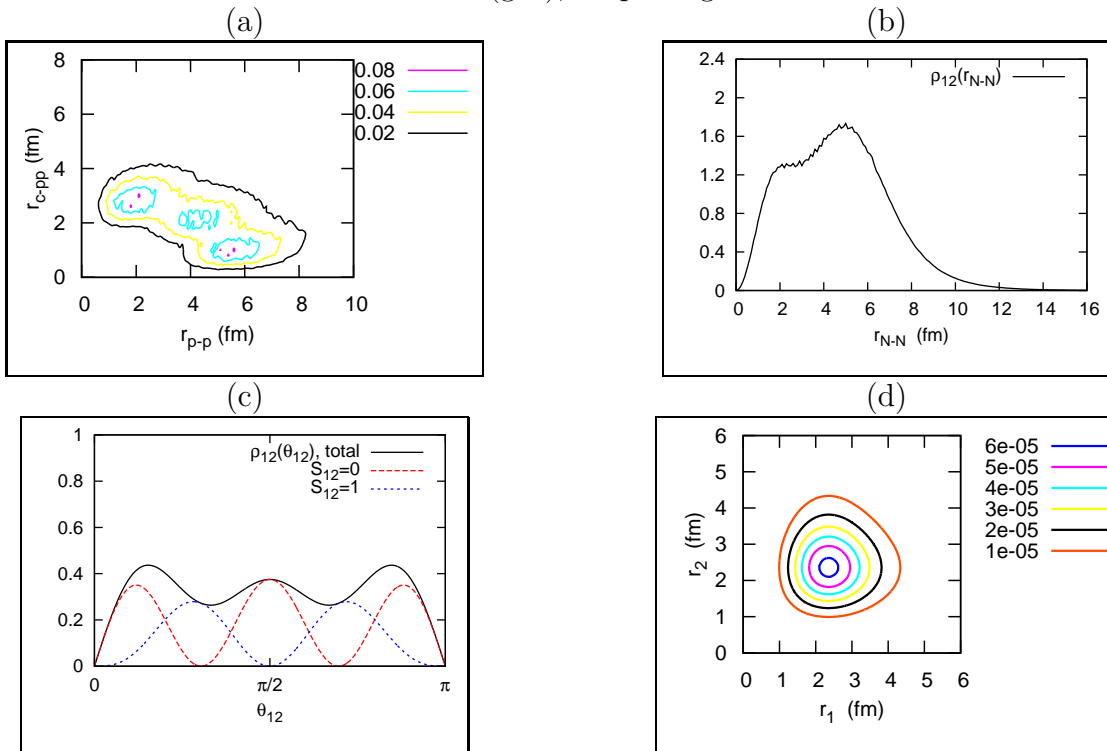 (a)
8
6
4
2
0
r_c-pp (fm)
0 2 4 6 8 10
r_p-p (fm)
0.08
0.06
0.04
0.02
(b)
2.4
2
1.6
1.2
0.8
0.4
0
ρ12(r_N-N)
0 2 4 6 8 10 12 14 16
r_N-N (fm)
(c)
1
0.8
0.6
0.4
0.2
0
ρ12(θ12), total
S12=0
S12=1
0 π/2 π
θ12
(d)
6
5
4
3
2
1
0
r2 (fm)
0 1 2 3 4 5 6
r1 (fm)
6e-05
5e-05
4e-05
3e-05
2e-05
1e-05